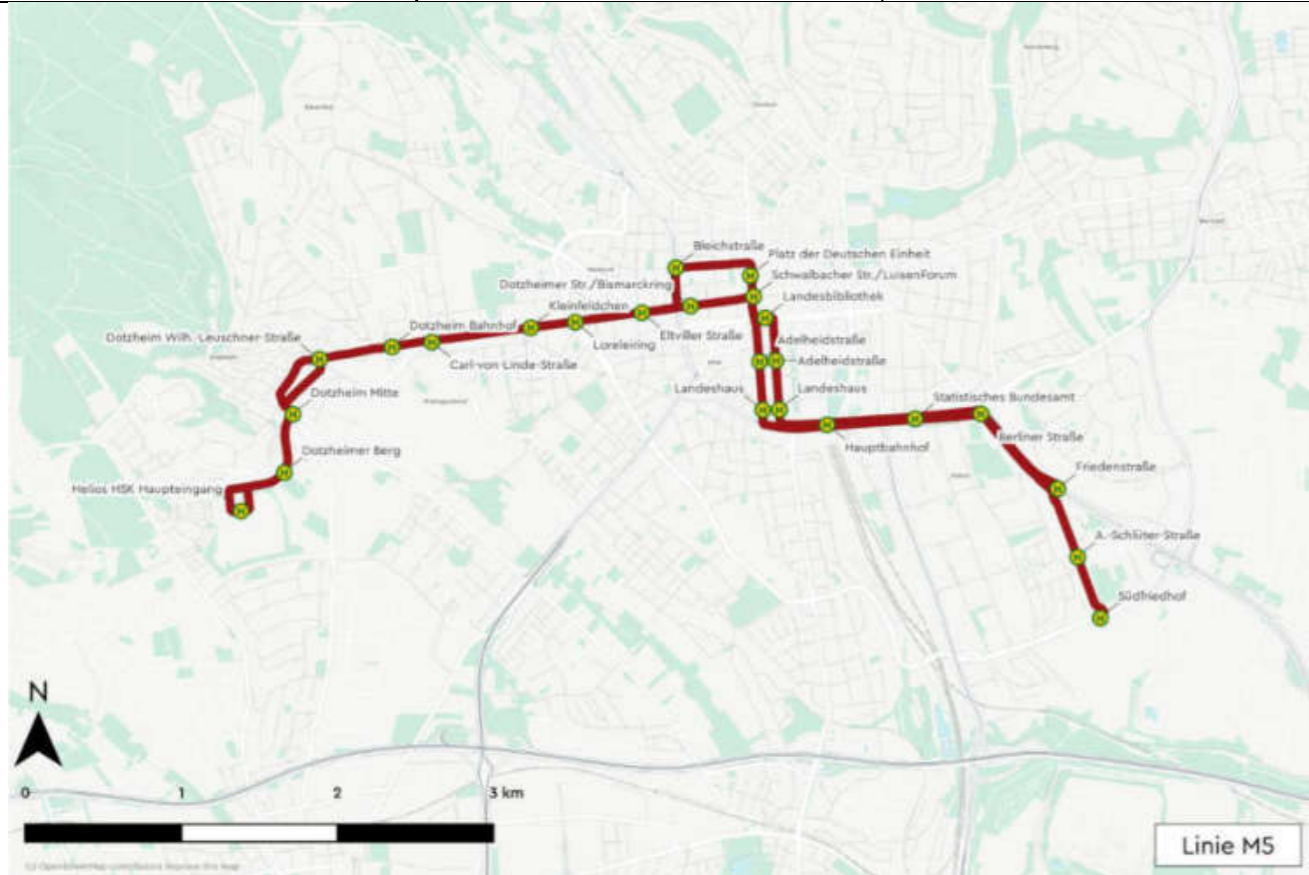 Bleichstraße
Platz der Deutschen Einheit
Schwalbacher Str./LuisenForum
Dotzheimer Str./Bismarckring
Landesbibliothek
Kleinfeldchen
Dotzheim Bahnhof
Dotzheim Wilh.-Leuschner-Straße
Eltviller Straße
Adelheidstraße
Loreleiring
Adelheidstraße
Carl-von-Linde-Straße
Landeshaus
Landeshaus
Dotzheim Mitte
Statistisches Bundesamt
Berliner Straße
Hauptbahnhof
Dotzheimer Berg
Friedenstraße
Helios HSK Haupteingang
A.-Schlüter-Straße
Südfriedhof
N
0 1 2 3 km
Linie M5